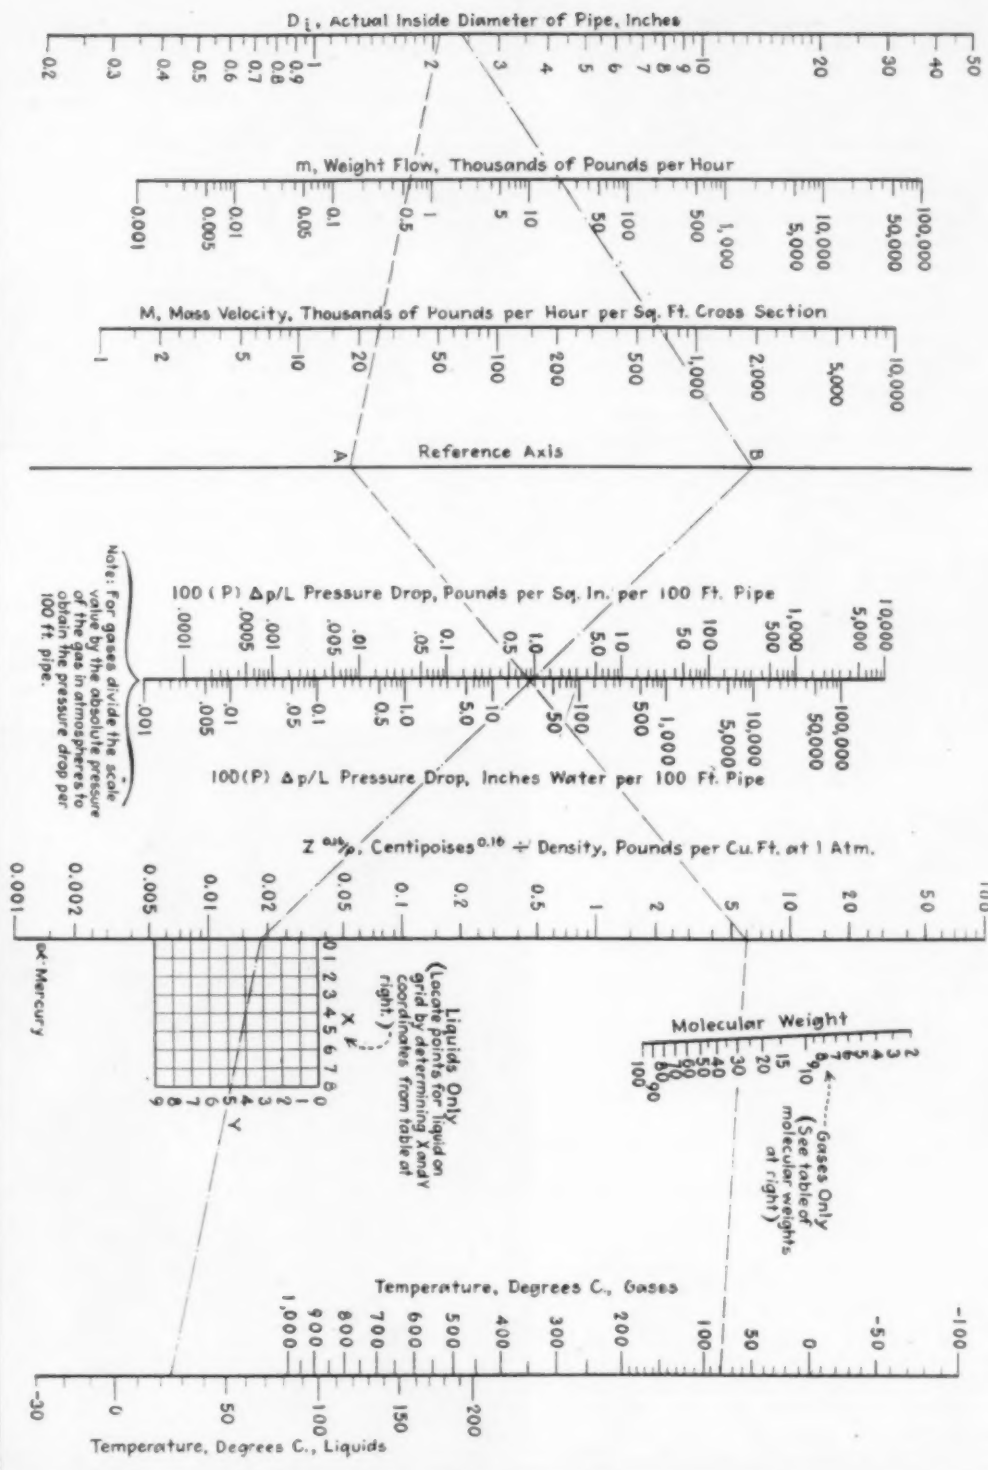 D i, Actual Inside Diameter of Pipe, Inches
0.2 0.3 0.4 0.5 0.6 0.7 0.8 0.9 1 2 3 4 5 6 7 8 9 10 20 30 40 50
m, Weight Flow, Thousands of Pounds per Hour
0.001 0.005 0.01 0.05 0.1 0.5 1 5 10 50 100 500 1,000 5,000 10,000 50,000 100,000
M, Mass Velocity, Thousands of Pounds per Hour per Sq. Ft. Cross Section
1 2 5 10 20 50 100 200 500 1,000 2.000 5,000 10,000
A Reference Axis B
Note: For gases divide the scale
value by the absolute pressure
of the gas in atmospheres to
obtain the pressure drop per
100 ft. pipe.
100 (P) Δp/L Pressure Drop, Pounds per Sq. In. per 100 Ft. Pipe
.0001 .0005 .001 .005 .01 .05 0.1 0.5 1.0 5.0 10 50 100 500 1,000 5,000 10,000
.001 .005 .01 .05 0.1 0.5 1.0 5.0 10 50 100 500 1,000 5,000 10,000 50,000 100,000
100(P) Δp/L Pressure Drop, Inches Water per 100 Ft. Pipe
Z 0.16/ρ, Centipoises 0.16 ÷ Density, Pounds per Cu. Ft. at 1 Atm.
0.001 0.002 0.005 0.01 0.02 0.05 0.1 0.2 0.5 1 2 5 10 20 50 100
∝-Mercury
0 1 2 3 4 5 6 7 8
X
9 8 7 6 5 4 3 2 1 0
Y
Liquids Only
(Locate points for liquid on
grid by determining X and Y
coordinates from table at
right.)
Molecular Weight
100 90 80 70 60 50 40 30 20 15 10 9 8 7 6 5 4 3 2
Gases Only
(See table of
molecular weights
at right)
Temperature, Degrees C., Gases
1,000 900 800 700 600 500 400 300 200 100 50 0 -50 -100
-30 0 50 100 150 200
Temperature, Degrees C., Liquids